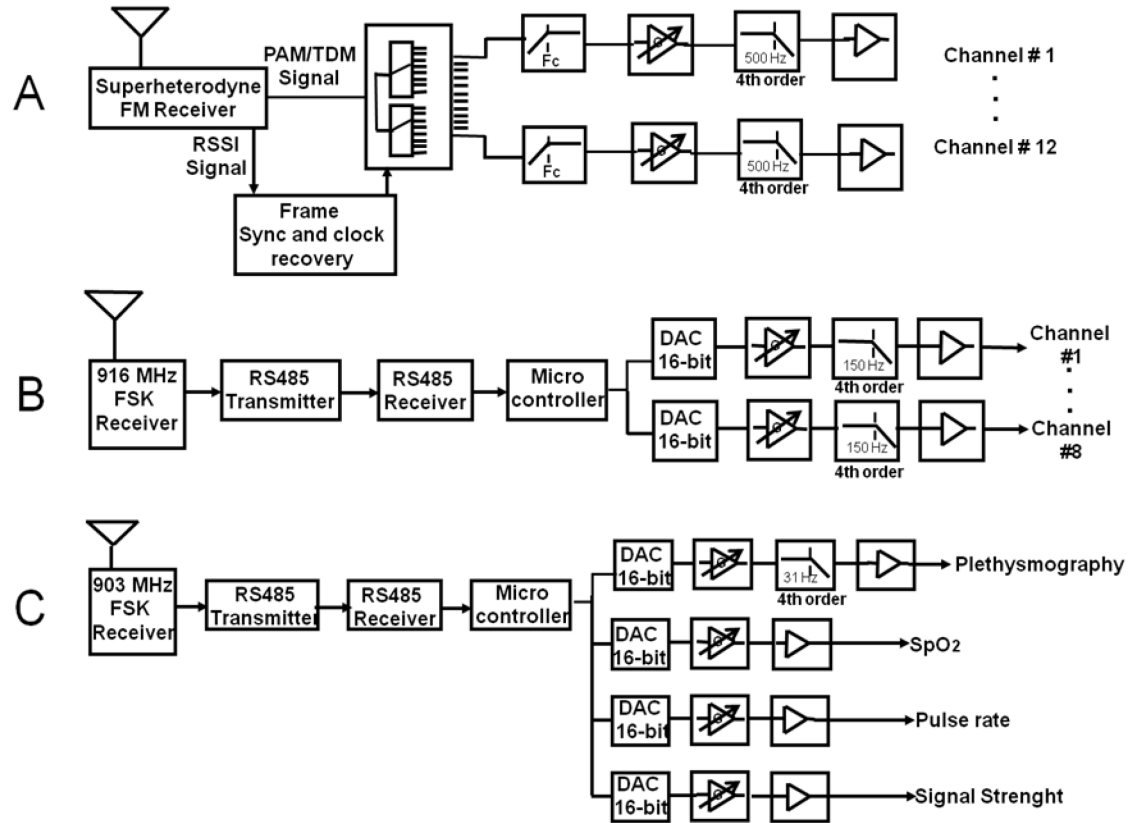 A
Superheterodyne
FM Receiver
PAM/TDM
Signal
RSSI
Signal
Frame
Sync and clock
recovery
Fc
G
500 Hz
4th order
Channel # 1
Fc
G
500 Hz
4th order
Channel # 12
B
916 MHz
FSK
Receiver
RS485
Transmitter
RS485
Receiver
Micro
controller
DAC
16-bit
G
150 Hz
4th order
Channel
#1
DAC
16-bit
G
150 Hz
4th order
Channel
#8
C
903 MHz
FSK
Receiver
RS485
Transmitter
RS485
Receiver
Micro
controller
DAC
16-bit
G
31 Hz
4th order
Plethysmography
DAC
16-bit
G
SpO2
DAC
16-bit
G
Pulse rate
DAC
16-bit
G
Signal Strenght